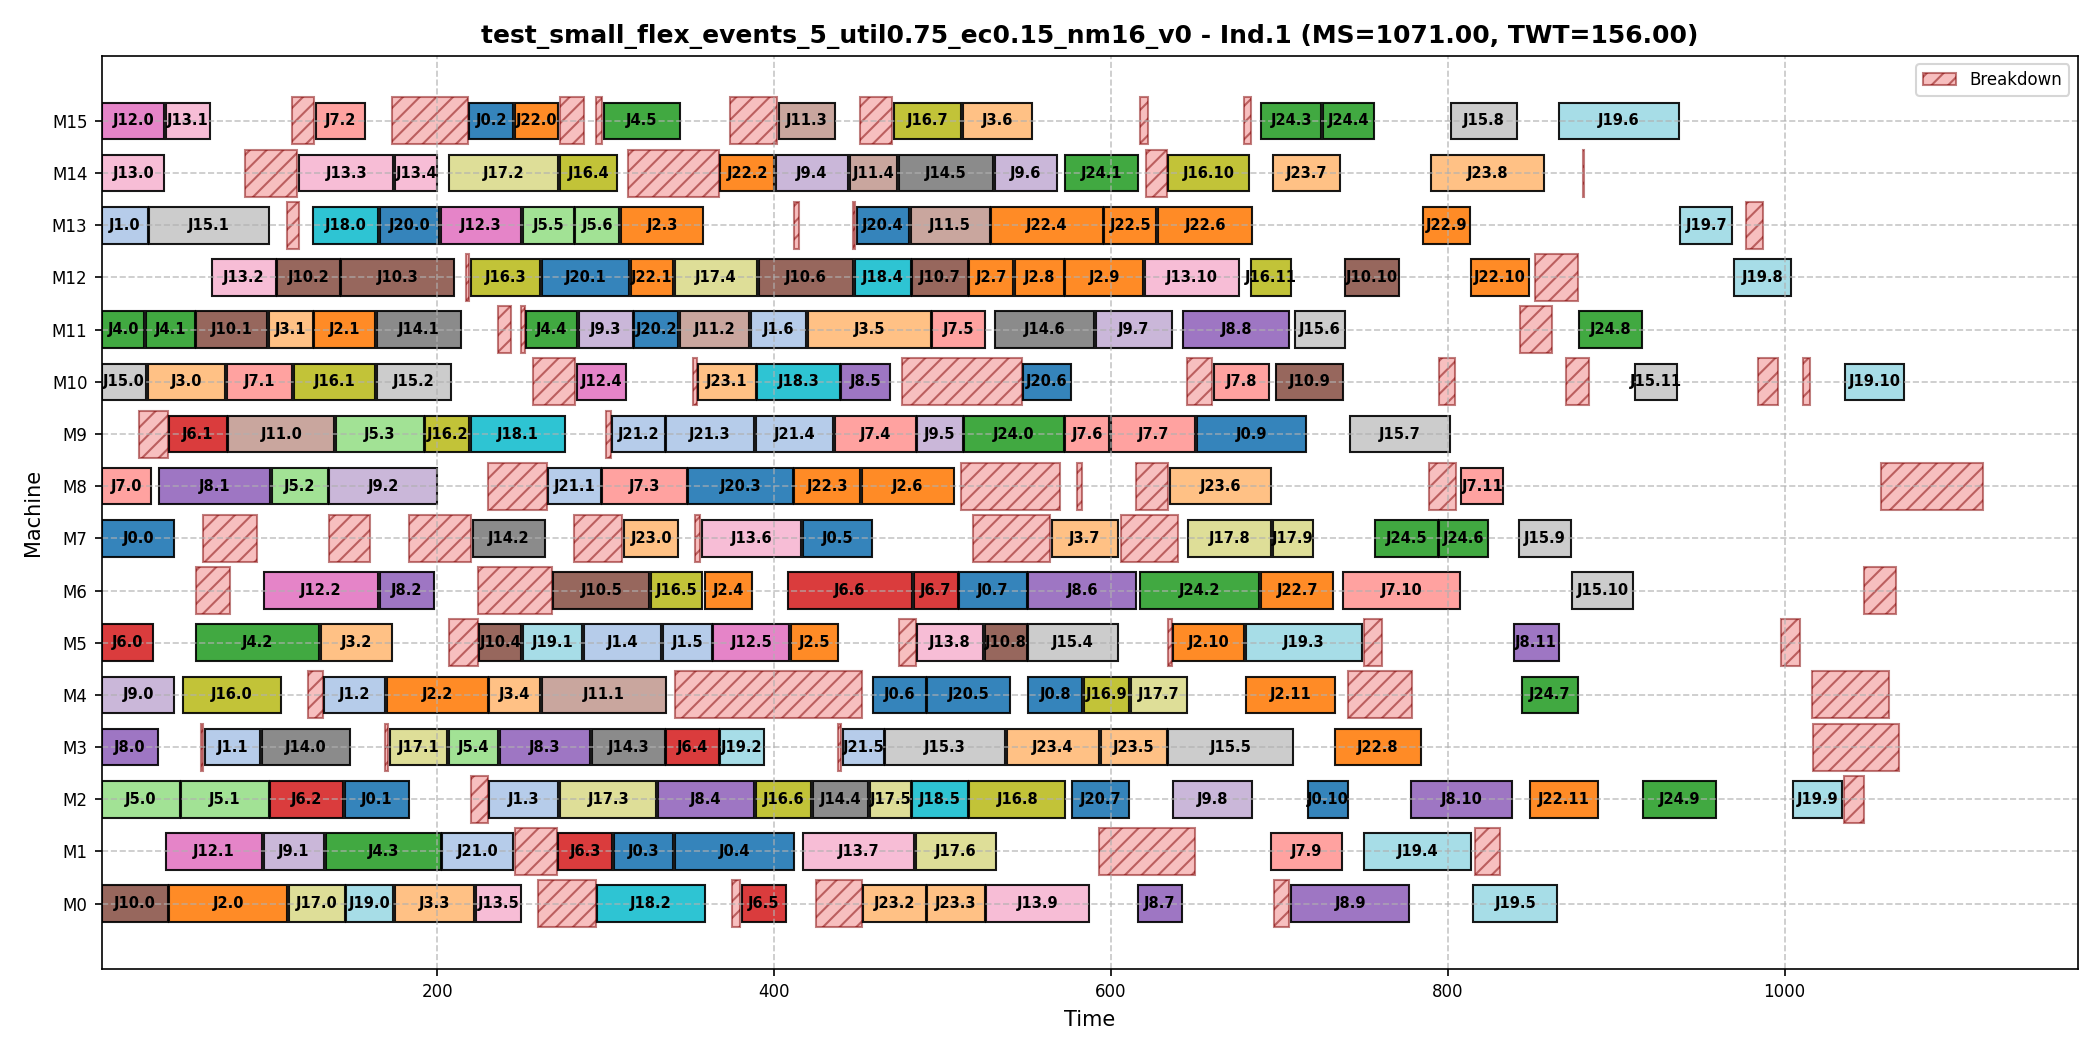 test_small_flex_events_5_util0.75_ec0.15_nm16_v0 - Ind.1 (MS=1071.00, TWT=156.00)
Breakdown
M15 J12.0 J13.1 J7.2 J0.2 J22.0 J4.5 J11.3 J16.7 J3.6 J24.3 J24.4 J15.8 J19.6
M14 J13.0 J13.3 J13.4 J17.2 J16.4 J22.2 J9.4 J11.4 J14.5 J9.6 J24.1 J16.10 J23.7 J23.8
M13 J1.0 J15.1 J18.0 J20.0 J12.3 J5.5 J5.6 J2.3 J20.4 J11.5 J22.4 J22.5 J22.6 J22.9 J19.7
M12 J13.2 J10.2 J10.3 J16.3 J20.1 J22.1 J17.4 J10.6 J18.4 J10.7 J2.7 J2.8 J2.9 J13.10 J16.11 J10.10 J22.10 J19.8
M11 J4.0 J4.1 J10.1 J3.1 J2.1 J14.1 J4.4 J9.3 J20.2 J11.2 J1.6 J3.5 J7.5 J14.6 J9.7 J8.8 J15.6 J24.8
M10 J15.0 J3.0 J7.1 J16.1 J15.2 J12.4 J23.1 J18.3 J8.5 J20.6 J7.8 J10.9 J15.11 J19.10
M9 J6.1 J11.0 J5.3 J16.2 J18.1 J21.2 J21.3 J21.4 J7.4 J9.5 J24.0 J7.6 J7.7 J0.9 J15.7
M8 J7.0 J8.1 J5.2 J9.2 J21.1 J7.3 J20.3 J22.3 J2.6 J23.6 J7.11
M7 J0.0 J14.2 J23.0 J13.6 J0.5 J3.7 J17.8 J17.9 J24.5 J24.6 J15.9
M6 J12.2 J8.2 J10.5 J16.5 J2.4 J6.6 J6.7 J0.7 J8.6 J24.2 J22.7 J7.10 J15.10
M5 J6.0 J4.2 J3.2 J10.4 J19.1 J1.4 J1.5 J12.5 J2.5 J13.8 J10.8 J15.4 J2.10 J19.3 J8.11
M4 J9.0 J16.0 J1.2 J2.2 J3.4 J11.1 J0.6 J20.5 J0.8 J16.9 J17.7 J2.11 J24.7
M3 J8.0 J1.1 J14.0 J17.1 J5.4 J8.3 J14.3 J6.4 J19.2 J21.5 J15.3 J23.4 J23.5 J15.5 J22.8
M2 J5.0 J5.1 J6.2 J0.1 J1.3 J17.3 J8.4 J16.6 J14.4 J17.5 J18.5 J16.8 J20.7 J9.8 J0.10 J8.10 J22.11 J24.9 J19.9
M1 J12.1 J9.1 J4.3 J21.0 J6.3 J0.3 J0.4 J13.7 J17.6 J7.9 J19.4
M0 J10.0 J2.0 J17.0 J19.0 J3.3 J13.5 J18.2 J6.5 J23.2 J23.3 J13.9 J8.7 J8.9 J19.5
200 400 600 800 1000
Time
Machine